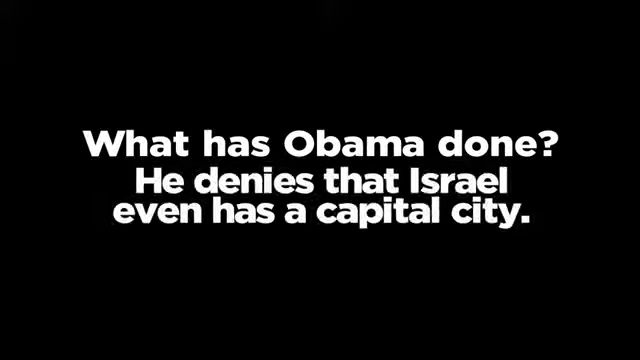 What has Obama done?
He denies that Israel
even has a capital city.